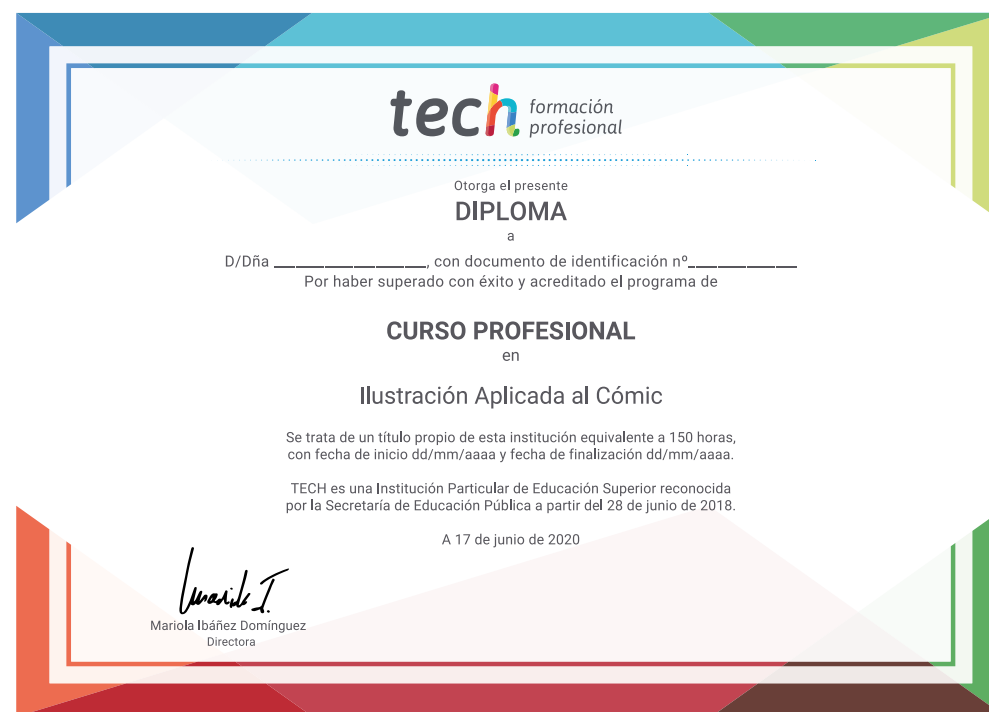 tech formación
profesional
Otorga el presente
DIPLOMA
a
D/Dña ____________________, con documento de identificación nº______________
Por haber superado con éxito y acreditado el programa de
CURSO PROFESIONAL
en
Ilustración Aplicada al Cómic
Se trata de un título propio de esta institución equivalente a 150 horas,
con fecha de inicio dd/mm/aaaa y fecha de finalización dd/mm/aaaa.
TECH es una Institución Particular de Educación Superior reconocida
por la Secretaría de Educación Pública a partir del 28 de junio de 2018.
A 17 de junio de 2020
Mariola Ibáñez Domínguez
Directora